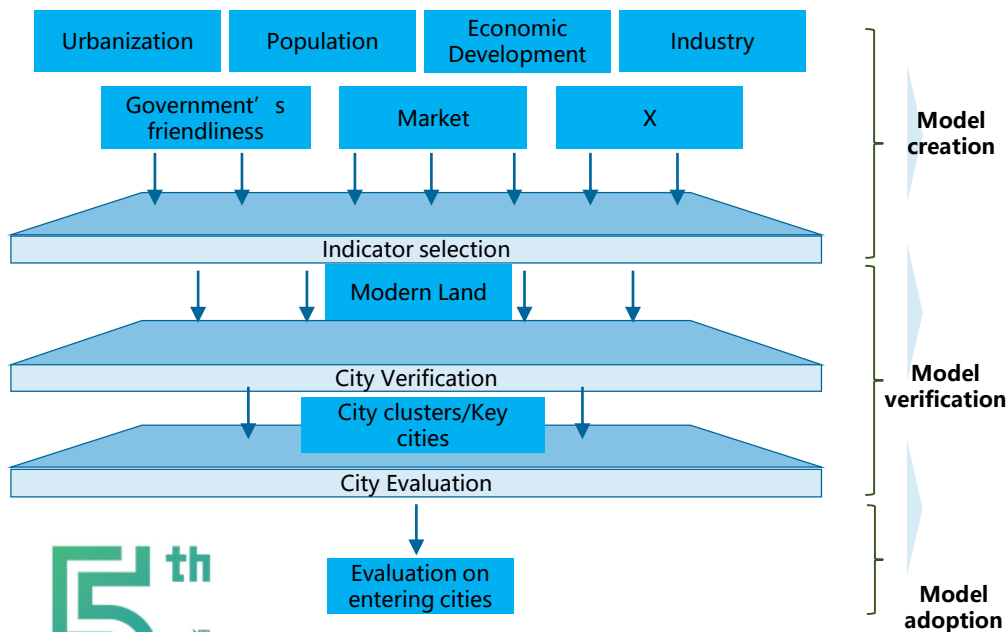 Urbanization
Population
Economic
Development
Industry
Government’s
friendliness
Market
X
Model
creation
Indicator selection
Modern Land
City Verification
Model
verification
City clusters/Key
cities
City Evaluation
5th
Evaluation on
entering cities
Model
adoption